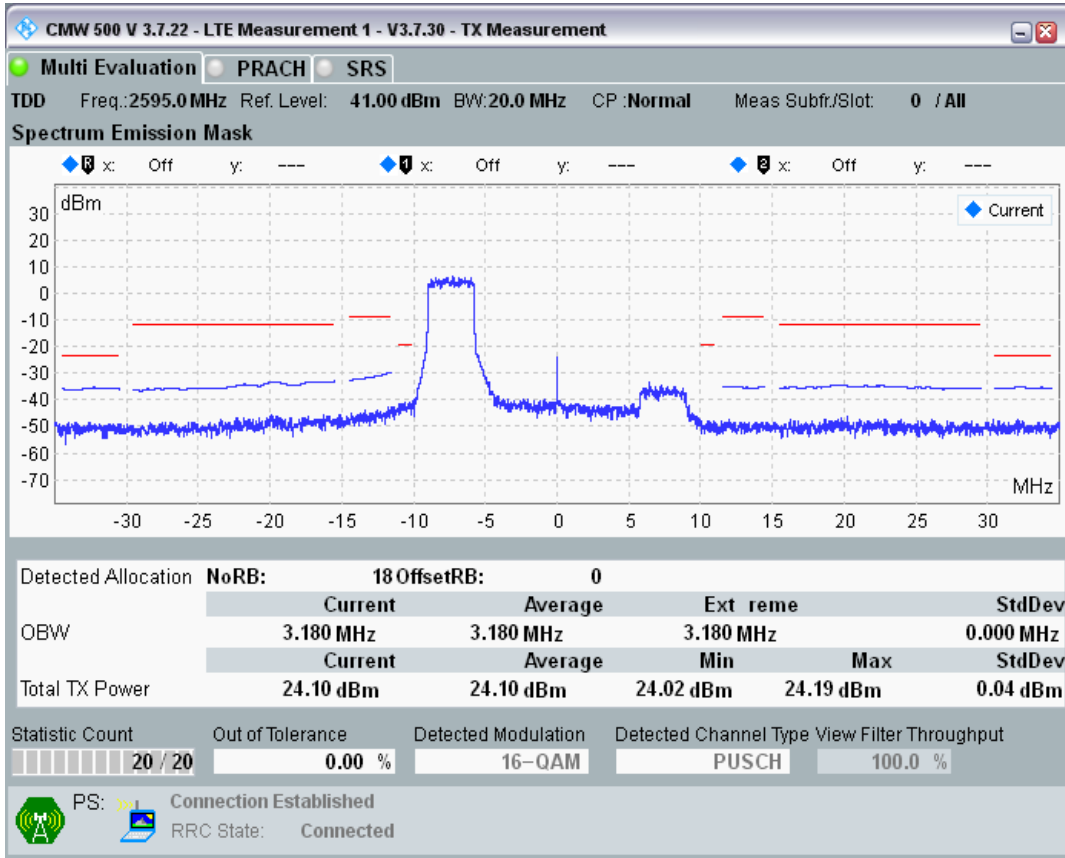 CMW 500 V 3.7.22 - LTE Measurement 1 - V3.7.30 - TX Measurement
Multi Evaluation PRACH SRS
TDD Freq.:2595.0 MHz Ref. Level: 41.00 dBm BW:20.0 MHz CP :Normal Meas Subfr./Slot: 0 / All
Spectrum Emission Mask
R x: Off y: --- 1 x: Off y: --- 2 x: Off y: ---
dBm
Current
30
20
10
0
-10
-20
-30
-40
-50
-60
-70
MHz
-30 -25 -20 -15 -10 -5 0 5 10 15 20 25 30
Detected Allocation NoRB: 18 OffsetRB: 0
Current Average Ext reme StdDev
OBW 3.180 MHz 3.180 MHz 3.180 MHz 0.000 MHz
Current Average Min Max StdDev
Total TX Power 24.10 dBm 24.10 dBm 24.02 dBm 24.19 dBm 0.04 dBm
Statistic Count Out of Tolerance Detected Modulation Detected Channel Type View Filter Throughput
20 / 20 0.00 % 16-QAM PUSCH 100.0 %
PS: Connection Established
RRC State: Connected